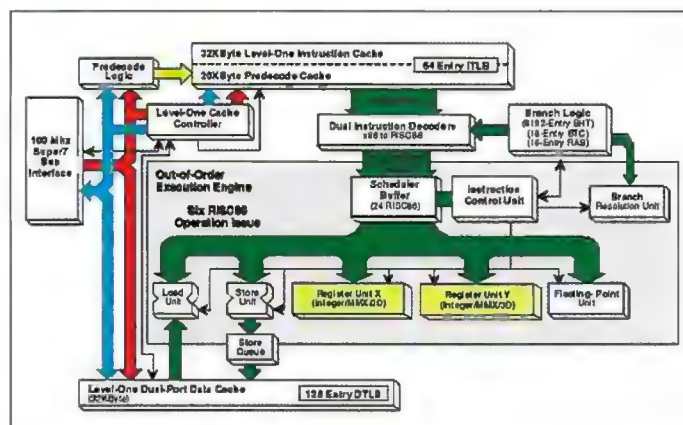 32KByte Level-One Instruction Cache
64 Entry ITLB
20KByte Predecode Cache
Predecode
Logic
Level-One Cache
Controller
100 Mhz
Super7
Bus
Interface
Dual Instruction Decoders
x86 to RISC86
Branch Logic
(8192-Entry BHT)
(16-Entry BTC)
(16-Entry RAS)
Out-of-Order
Execution Engine
Six RISC86
Operation Issue
Scheduler
Buffer
(24 RISC86)
Instruction
Control Unit
Branch
Resolution Unit
Load
Unit
Store
Unit
Register Unit X
(Integer/MMX/3D)
Register Unit Y
(Integer/MMX/3D)
Floating-Point
Unit
Store
Queue
Level-One Dual-Port Data Cache
(32KByte)
128 Entry DTLB